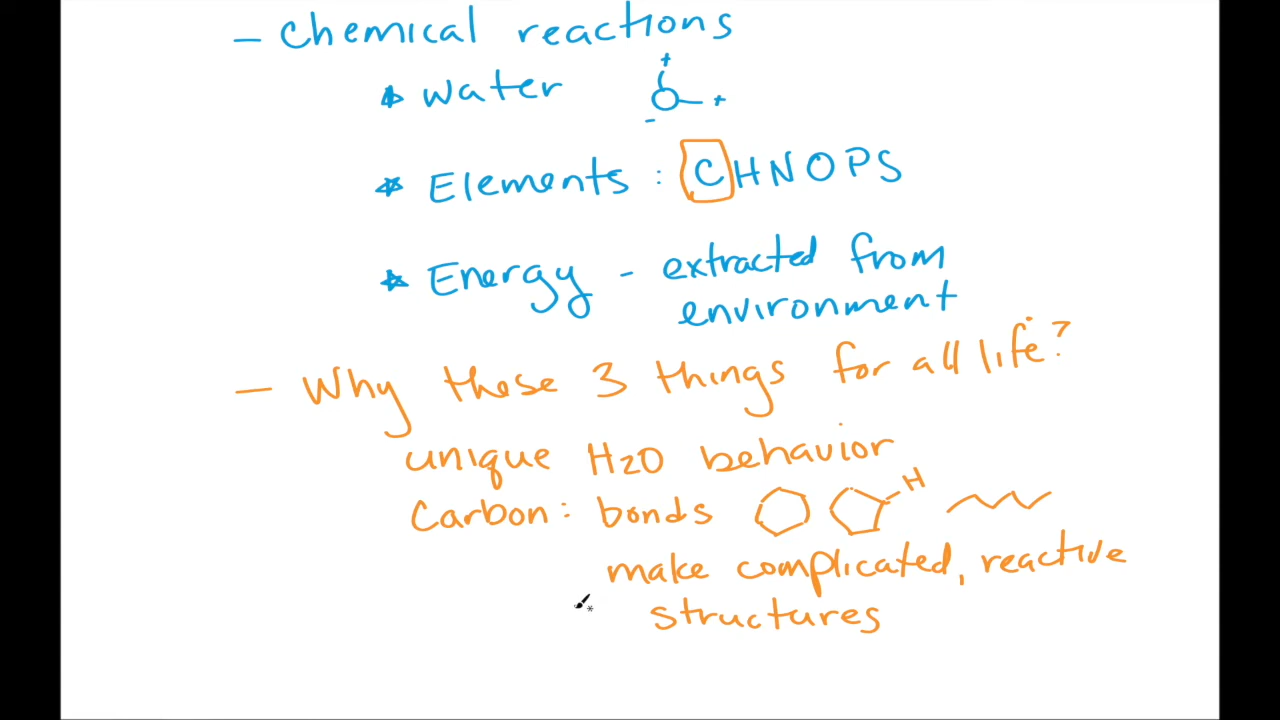 - Chemical reactions
* Water + + -
* Elements : CHNOPS
* Energy - extracted from
environment
- Why these 3 things for all life?
unique H2O behavior
Carbon: bonds H
make complicated, reactive
structures